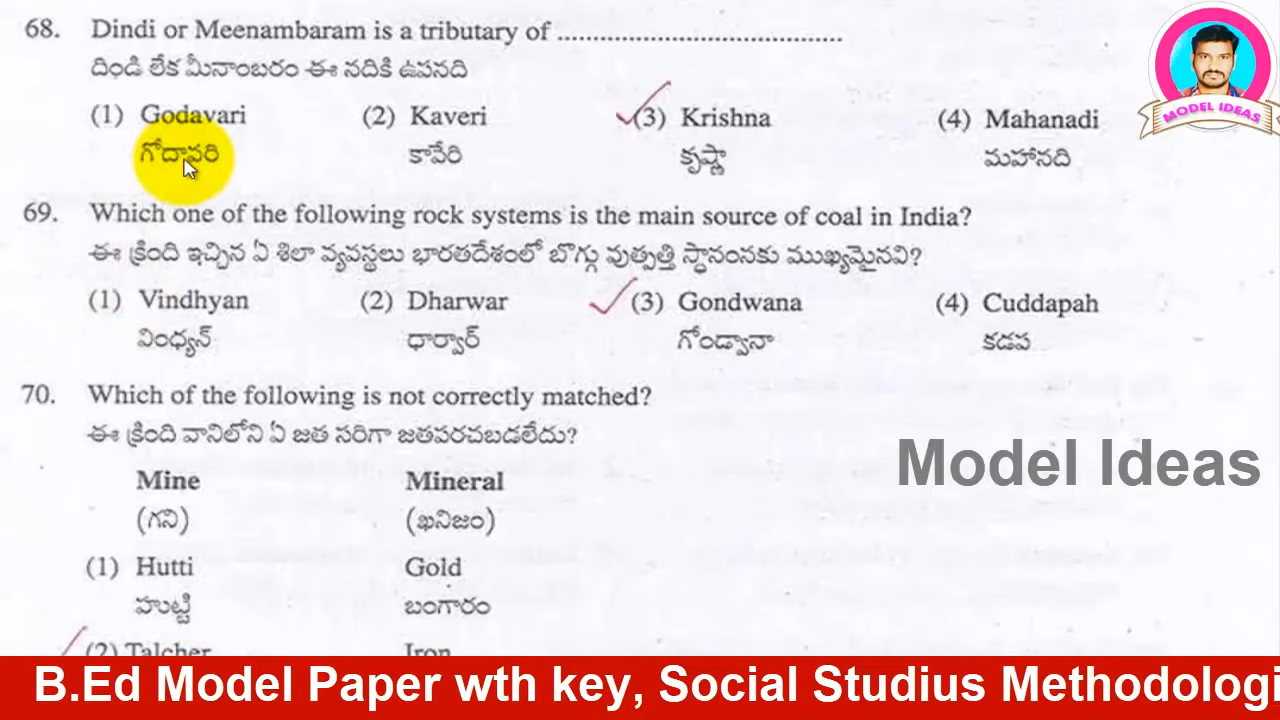 68. Dindi or Meenambaram is a tributary of ........................................
దిండి లేక మీనాంబరం ఈ నదికి ఉపనది
(1) Godavari (2) Kaveri (3) Krishna (4) Mahanadi
గోదావరి కావేరి కృష్ణా మహానది
MODEL IDEAS
69. Which one of the following rock systems is the main source of coal in India?
ఈ క్రింది ఇచ్చిన ఏ శిలా వ్యవస్థలు భారతదేశంలో బొగ్గు వుత్పత్తి స్థానంనకు ముఖ్యమైనవి?
(1) Vindhyan (2) Dharwar (3) Gondwana (4) Cuddapah
వింధ్యన్ ధార్వార్ గోండ్వానా కడప
70. Which of the following is not correctly matched?
ఈ క్రింది వానిలోని ఏ జత సరిగా జతపరచబడలేదు?
Model Ideas
Mine Mineral
(గని) (ఖనిజం)
(1) Hutti Gold
హుట్టి బంగారం
(2) Talcher Iron
B.Ed Model Paper wth key, Social Studius Methodologi